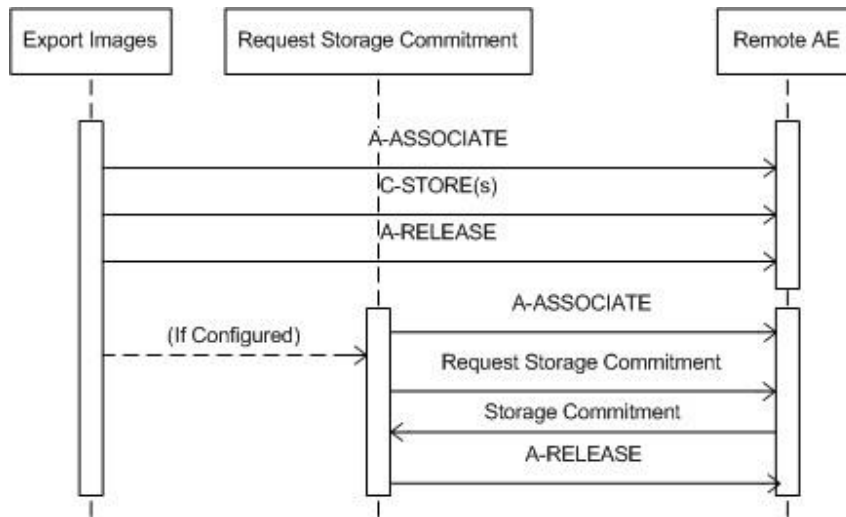 Export Images
Request Storage Commitment
Remote AE
A-ASSOCIATE
C-STORE(s)
A-RELEASE
A-ASSOCIATE
(If Configured)
Request Storage Commitment
Storage Commitment
A-RELEASE